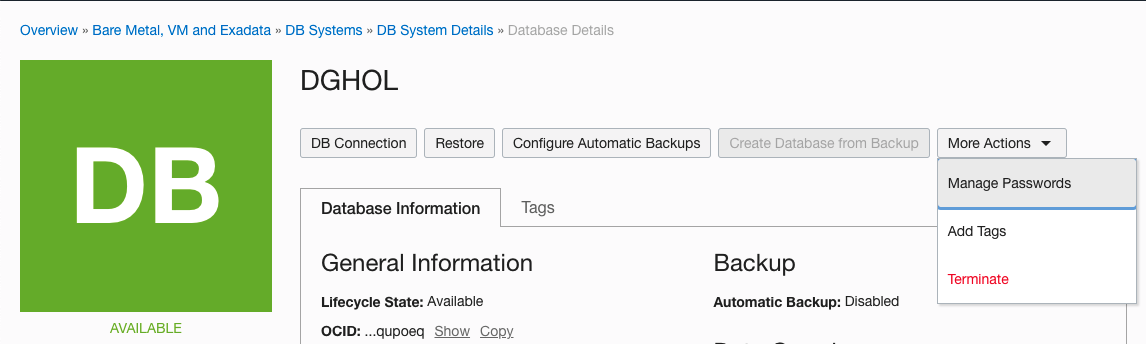 Overview » Bare Metal, VM and Exadata » DB Systems » DB System Details » Database Details
DB
AVAILABLE
DGHOL
DB Connection Restore Configure Automatic Backups Create Database from Backup More Actions
Manage Passwords
Add Tags
Terminate
Database Information Tags
General Information
Lifecycle State: Available
OCID: ...qupoeq Show Copy
Backup
Automatic Backup: Disabled